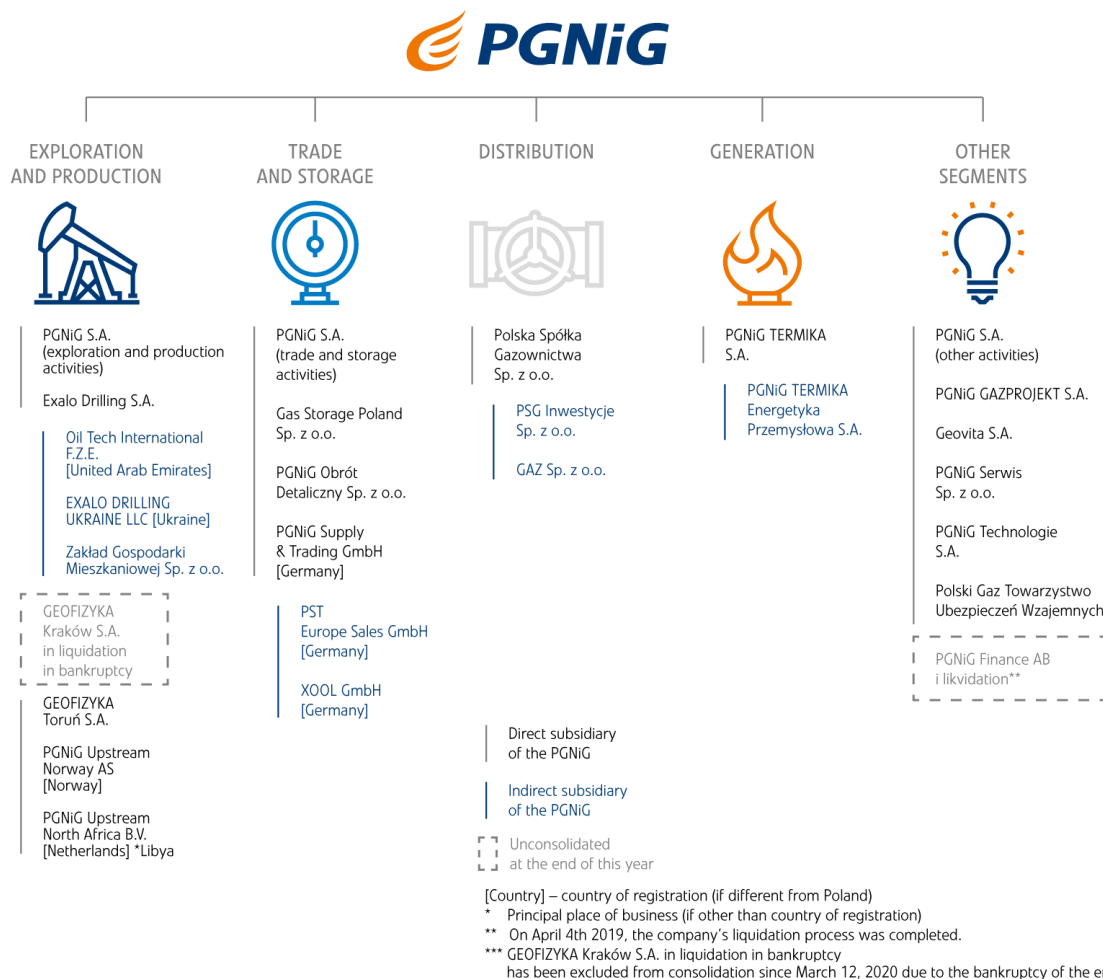 PGNiG
EXPLORATION
AND PRODUCTION
PGNiG S.A.
(exploration and production
activities)
Exalo Drilling S.A.
Oil Tech International
F.Z.E.
[United Arab Emirates]
EXALO DRILLING
UKRAINE LLC [Ukraine]
Zakład Gospodarki
Mieszkaniowej Sp. z o.o.
GEOFIZYKA
Kraków S.A.
in liquidation
in bankruptcy
GEOFIZYKA
Toruń S.A.
PGNiG Upstream
Norway AS
[Norway]
PGNiG Upstream
North Africa B.V.
[Netherlands] *Libya
TRADE
AND STORAGE
PGNiG S.A.
(trade and storage
activities)
Gas Storage Poland
Sp. z o.o.
PGNiG Obrót
Detaliczny Sp. z o.o.
PGNiG Supply
& Trading GmbH
[Germany]
PST
Europe Sales GmbH
[Germany]
XOOL GmbH
[Germany]
DISTRIBUTION
Polska Spółka
Gazownictwa
Sp. z o.o.
PSG Inwestycje
Sp. z o.o.
GAZ Sp. z o.o.
GENERATION
PGNiG TERMIKA
S.A.
PGNiG TERMIKA
Energetyka
Przemysłowa S.A.
OTHER
SEGMENTS
PGNiG S.A.
(other activities)
PGNiG GAZPROJEKT S.A.
Geovita S.A.
PGNiG Serwis
Sp. z o.o.
PGNiG Technologie
S.A.
Polski Gaz Towarzystwo
Ubezpieczeń Wzajemnych
PGNiG Finance AB
i likvidation**
Direct subsidiary
of the PGNiG
Indirect subsidiary
of the PGNiG
Unconsolidated
at the end of this year
[Country] – country of registration (if different from Poland)
* Principal place of business (if other than country of registration)
** On April 4th 2019, the company's liquidation process was completed.
*** GEOFIZYKA Kraków S.A. in liquidation in bankruptcy
has been excluded from consolidation since March 12, 2020 due to the bankruptcy of the